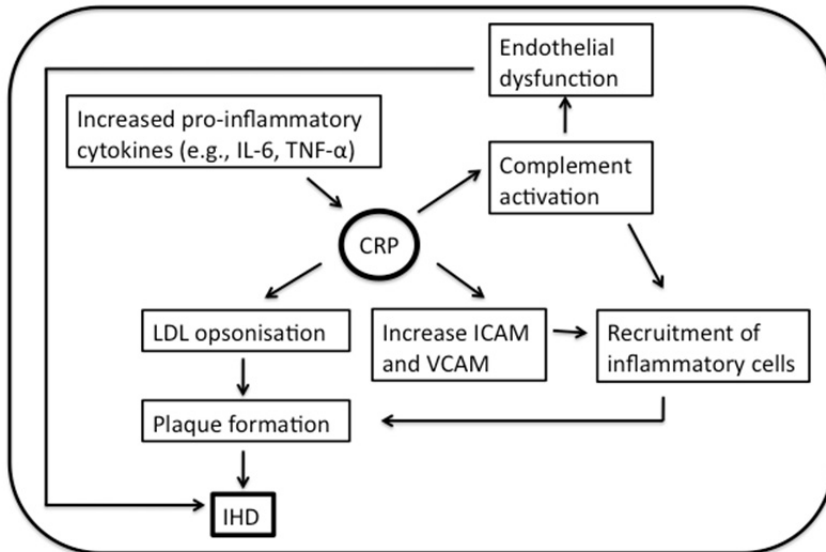 Endothelial
dysfunction
Increased pro-inflammatory
cytokines (e.g., IL-6, TNF-α)
Complement
activation
CRP
LDL opsonisation
Increase ICAM
and VCAM
Recruitment of
inflammatory cells
Plaque formation
IHD